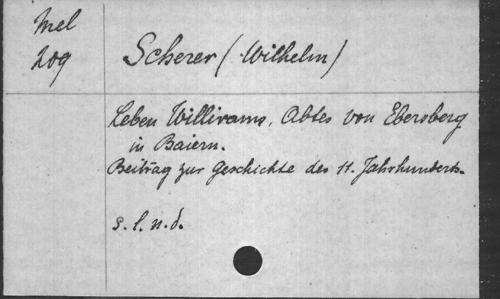 Mel
209
Scherer (Wilhelm)
Leben Willirams, Abtes von Ebersberg
in Baiern.
Beitrag zur Geschichte des 11. Jahrhunderts.
s.l.n.d.